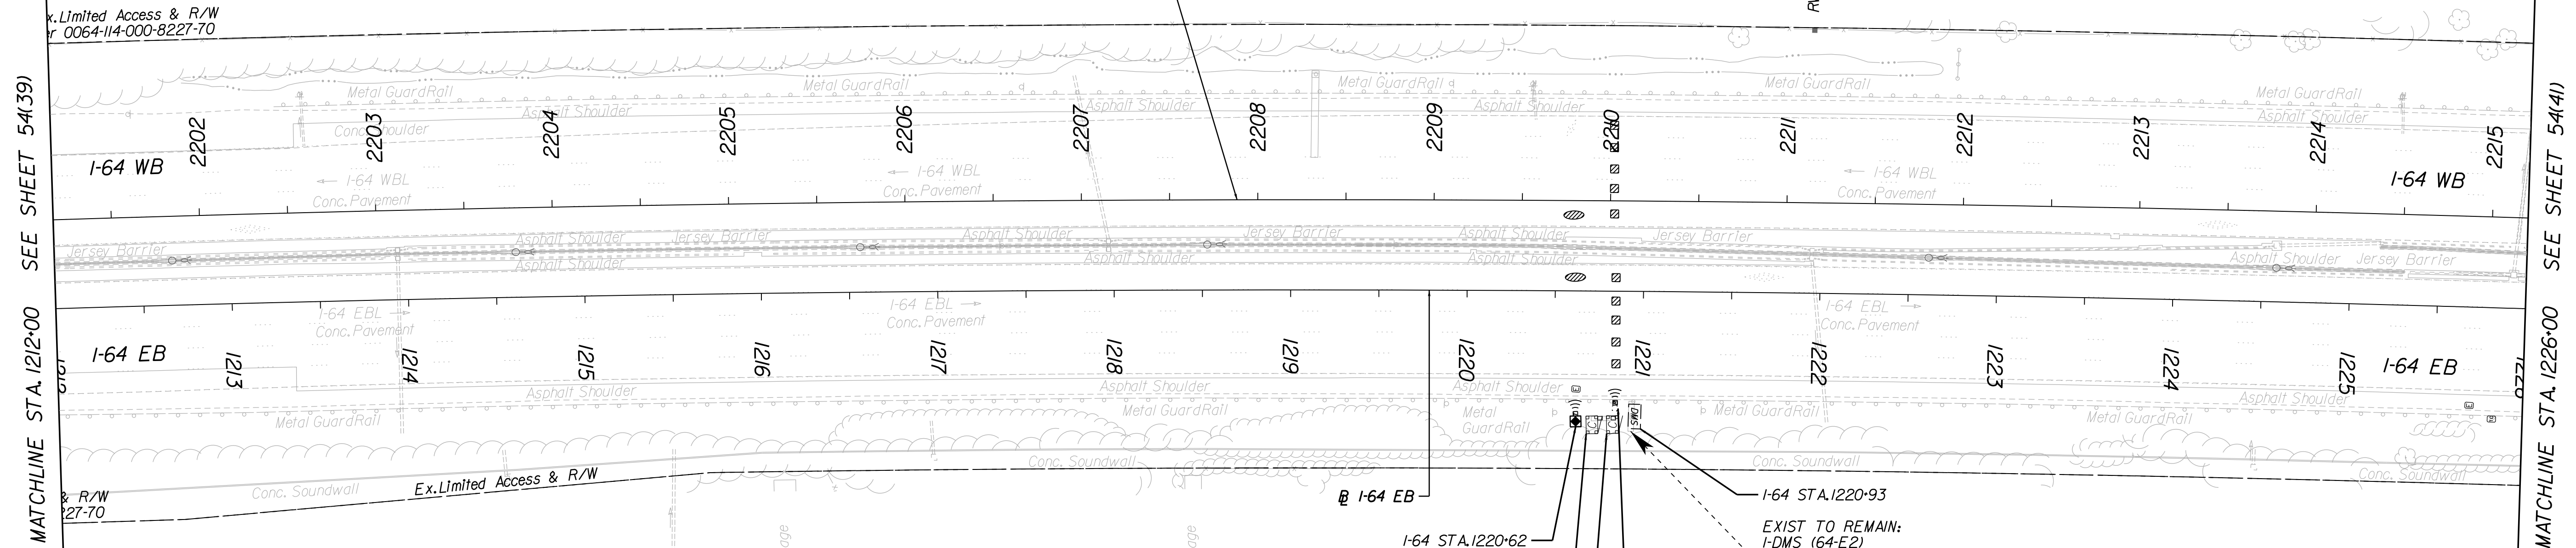 x.Limited Access & R/W
r 0064-114-000-8227-70
SEE SHEET 54(39)
MATCHLINE STA. 1212+00
SEE SHEET 54(41)
MATCHLINE STA. 1226+00
Metal GuardRail
Metal GuardRail
Metal GuardRail
Metal GuardRail
Metal GuardRail
Conc. Shoulder
Asphalt Shoulder
Asphalt Shoulder
Asphalt Shoulder
Asphalt Shoulder
2202
2203
2204
2205
2206
2207
2208
2209
2210
2211
2212
2213
2214
2215
I-64 WB
I-64 WBL
Conc. Pavement
I-64 WBL
Conc. Pavement
I-64 WBL
Conc. Pavement
I-64 WB
Jersey Barrier
Asphalt Shoulder
Jersey Barrier
Asphalt Shoulder
Jersey Barrier
Asphalt Shoulder
Jersey Barrier
Asphalt Shoulder
Asphalt Shoulder
Asphalt Shoulder
Asphalt Shoulder
Jersey Barrier
I-64 EBL
Conc. Pavement
I-64 EBL
Conc. Pavement
I-64 EBL
Conc. Pavement
I-64 EB
1213
1214
1215
1216
1217
1218
1219
1220
1221
1222
1223
1224
1225
I-64 EB
Asphalt Shoulder
Asphalt Shoulder
Asphalt Shoulder
Asphalt Shoulder
Metal GuardRail
Metal GuardRail
Metal
GuardRail
Metal GuardRail
Metal GuardRail
E
DMS
Conc. Soundwall
Conc. Soundwall
Conc. Soundwall
Conc. Soundwall
Ex.Limited Access & R/W
& R/W
227-70
I-64 EB
I-64 STA.1220+62
I-64 STA.1220+93
EXIST TO REMAIN:
1-DMS (64-E2)